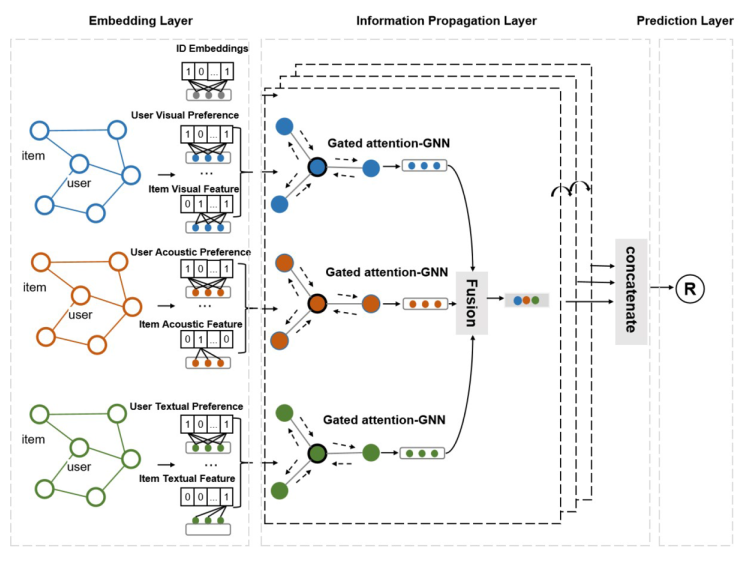 Embedding Layer
Information Propagation Layer
Prediction Layer
ID Embeddings
1 0 ... 1
User Visual Preference
1 0 ... 1
...
item
user
Item Visual Feature
0 1 ... 1
Gated attention-GNN
User Acoustic Preference
1 0 ... 1
...
item
user
Item Acoustic Feature
0 1 ... 0
Gated attention-GNN
Fusion
concatenate
R
User Textual Preference
1 0 ... 1
...
item
user
Item Textual Feature
0 0 ... 1
Gated attention-GNN